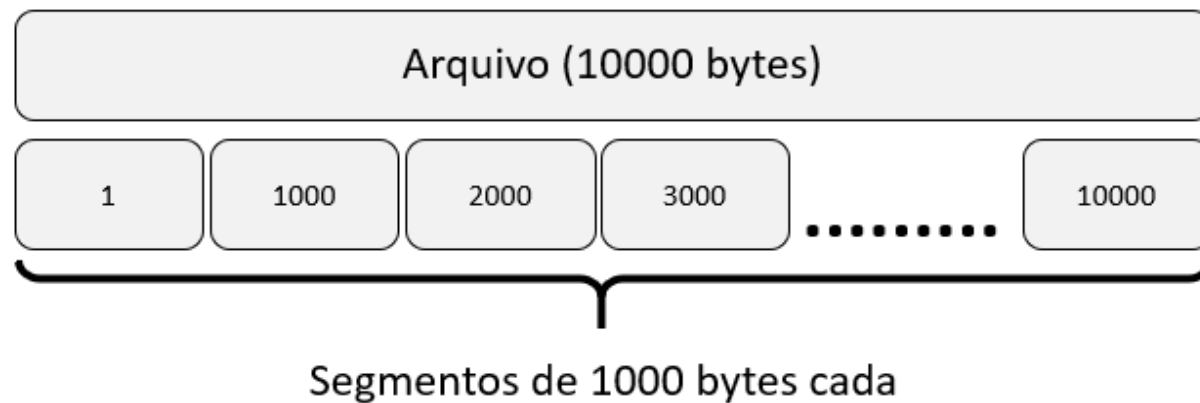 Arquivo (10000 bytes)
1 1000 2000 3000 ......... 10000
Segmentos de 1000 bytes cada